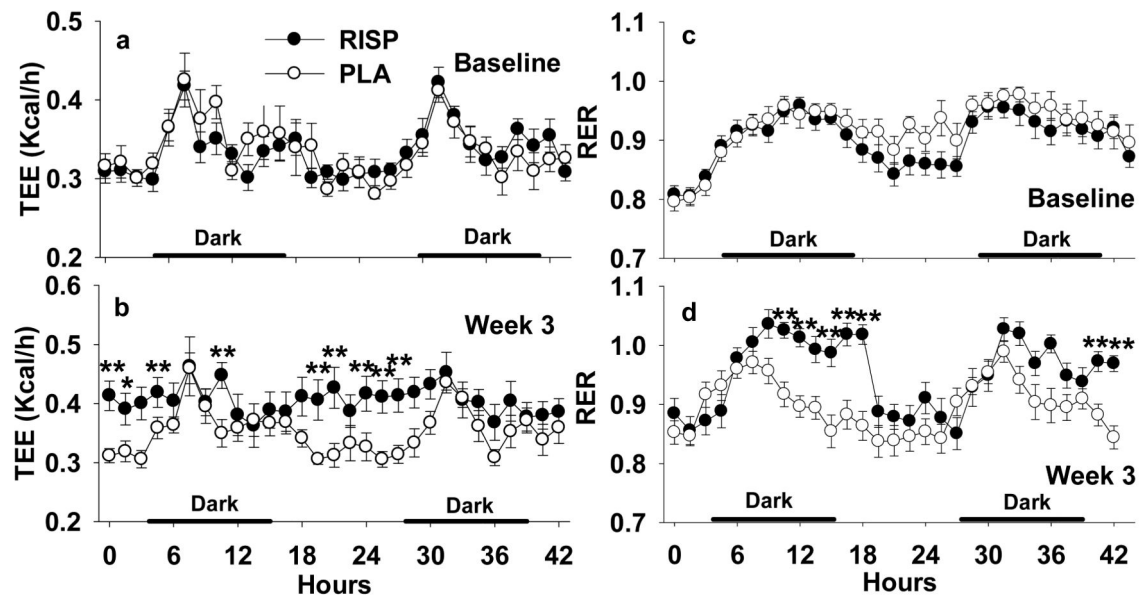 a
RISP
PLA
Baseline
TEE (Kcal/h)
0.5
0.4
0.3
0.2
Dark
Dark
c
Baseline
RER
1.1
1.0
0.9
0.8
0.7
Dark
Dark
b
Week 3
TEE (Kcal/h)
0.6
0.5
0.4
0.3
0.2
** * ** ** ** ** ** ** **
Dark
Dark
0 6 12 18 24 30 36 42
Hours
d
Week 3
RER
1.1
1.0
0.9
0.8
0.7
** ** ** ** ** ** **
Dark
Dark
0 6 12 18 24 30 36 42
Hours